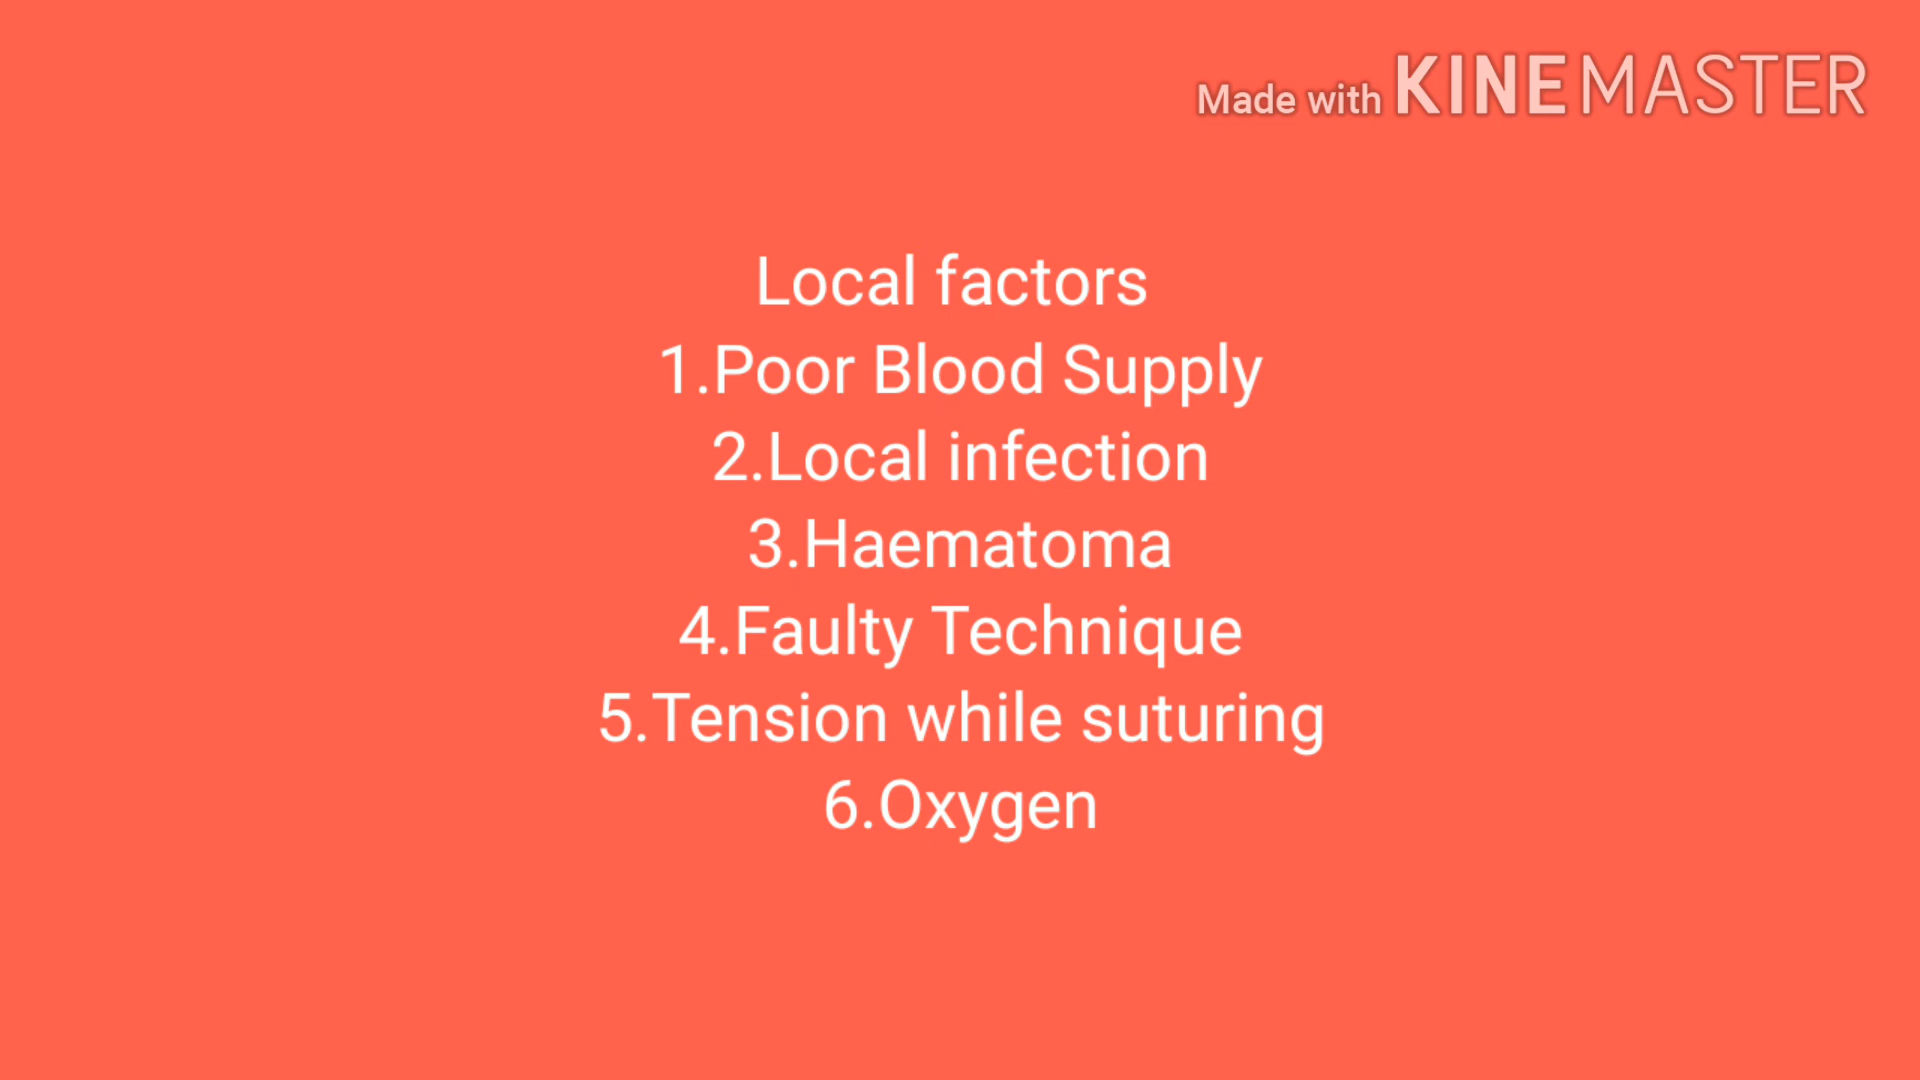 Made with KINEMASTER
Local factors
1.Poor Blood Supply
2.Local infection
3.Haematoma
4.Faulty Technique
5.Tension while suturing
6.Oxygen